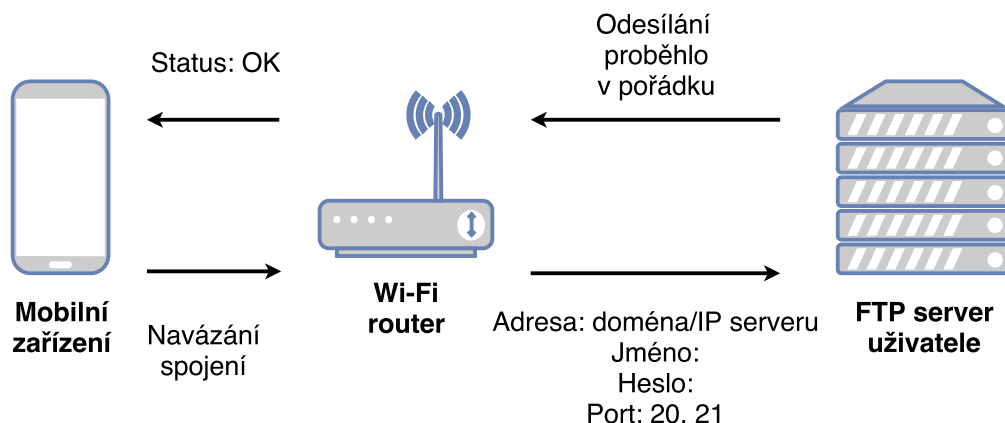 Odesílání
proběhlo
v pořádku
Status: OK
Mobilní
zařízení
Navázání
spojení
Wi-Fi
router
Adresa: doména/IP serveru
Jméno:
Heslo:
Port: 20, 21
FTP server
uživatele